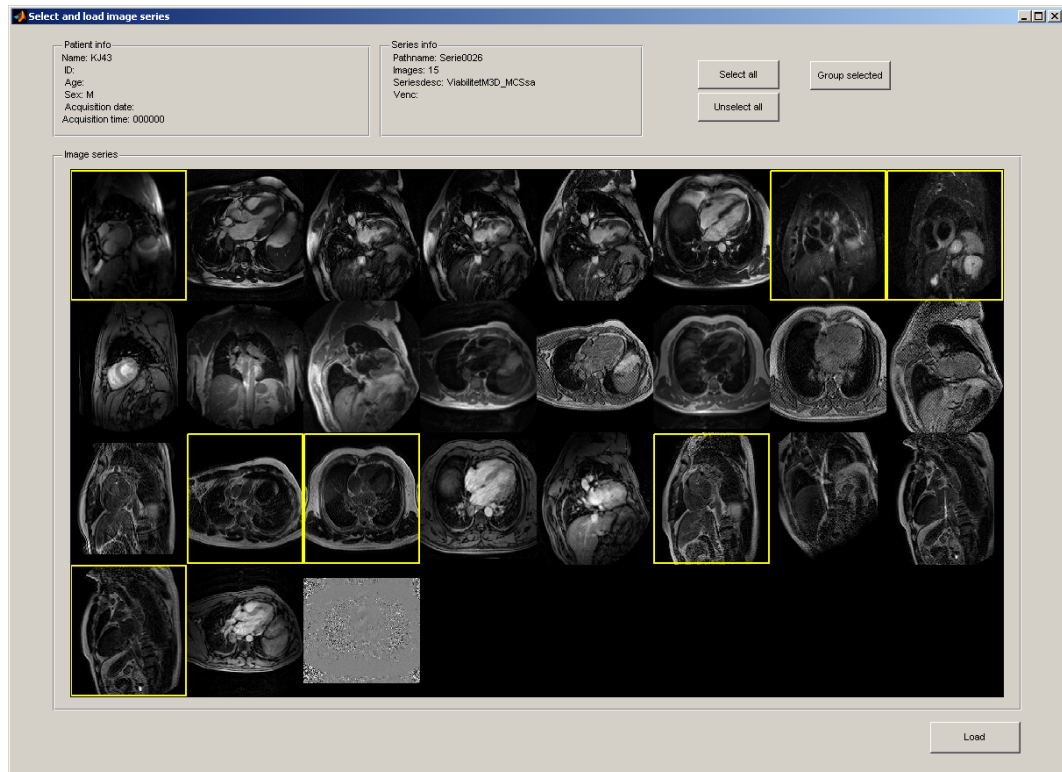 Select and load image series
Patient info
Name: KJ43
ID:
Age:
Sex: M
Acquisition date:
Acquisition time: 000000
Series info
Pathname: Serie0026
Images: 15
Seriesdesc: ViabilitetM3D_MCSsa
Venc:
Select all
Group selected
Unselect all
Image series
Load